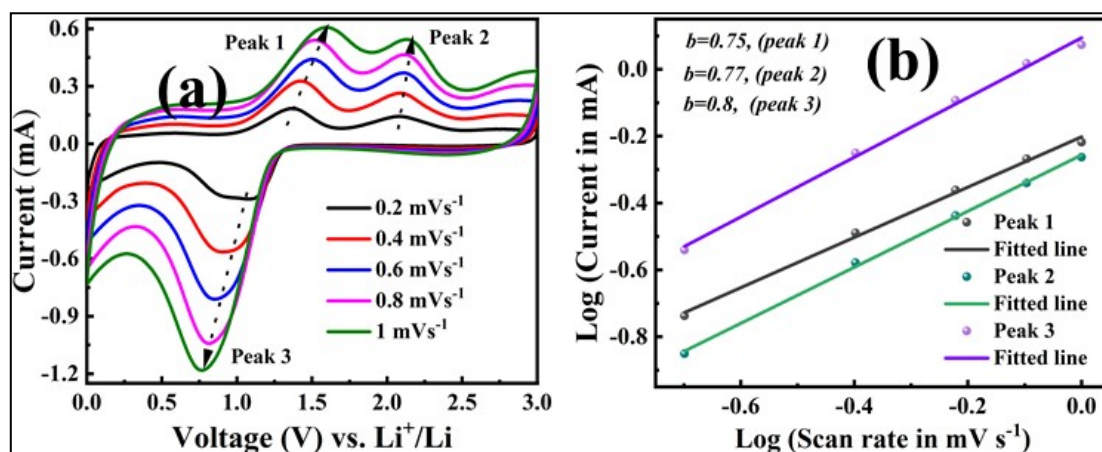 (a)
Peak 1
Peak 2
Peak 3
0.2 mVs⁻¹
0.4 mVs⁻¹
0.6 mVs⁻¹
0.8 mVs⁻¹
1 mVs⁻¹
0.6
0.3
0.0
-0.3
-0.6
-0.9
-1.2
Current (mA)
0.0 0.5 1.0 1.5 2.0 2.5 3.0
Voltage (V) vs. Li⁺/Li
(b)
b=0.75, (peak 1)
b=0.77, (peak 2)
b=0.8, (peak 3)
Peak 1
Fitted line
Peak 2
Fitted line
Peak 3
Fitted line
0.0
-0.2
-0.4
-0.6
-0.8
Log (Current in mA)
-0.6 -0.4 -0.2 0.0
Log (Scan rate in mV s⁻¹)